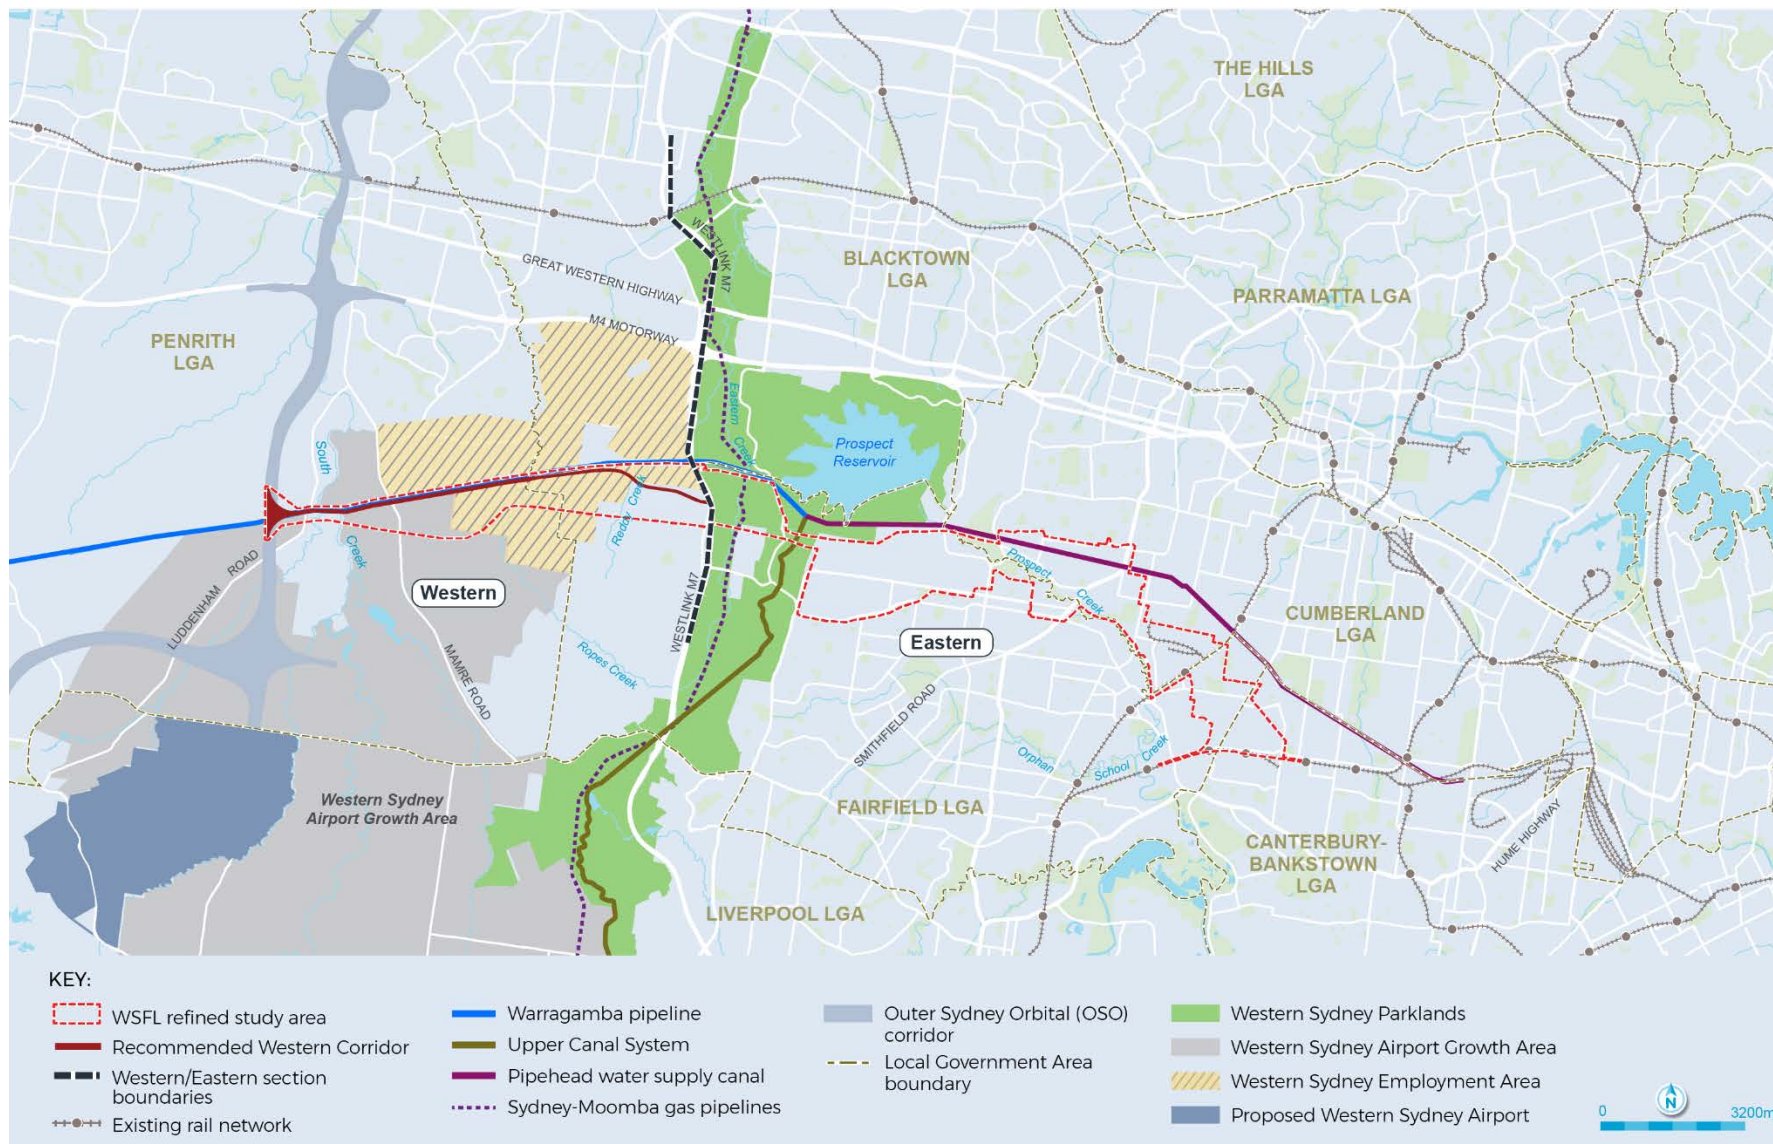 THE HILLS
LGA
BLACKTOWN
LGA
PARRAMATTA LGA
WESTLINK M7
GREAT WESTERN HIGHWAY
M4 MOTORWAY
PENRITH
LGA
Eastern
Creek
Prospect
Reservoir
South
Creek
Reddy Creek
LUDDENHAM ROAD
Western
WESTLINK M7
Prospect
Creek
CUMBERLAND
LGA
Eastern
MAMRE ROAD
Ropes Creek
SMITHFIELD ROAD
Orphan
School Creek
Western Sydney
Airport Growth Area
FAIRFIELD LGA
HUME HIGHWAY
CANTERBURY-
BANKSTOWN
LGA
LIVERPOOL LGA
KEY:
WSFL refined study area
Recommended Western Corridor
Western/Eastern section
boundaries
Existing rail network
Warragamba pipeline
Upper Canal System
Pipehead water supply canal
Sydney-Moomba gas pipelines
Outer Sydney Orbital (OSO)
corridor
Local Government Area
boundary
Western Sydney Parklands
Western Sydney Airport Growth Area
Western Sydney Employment Area
Proposed Western Sydney Airport
N
0 3200m